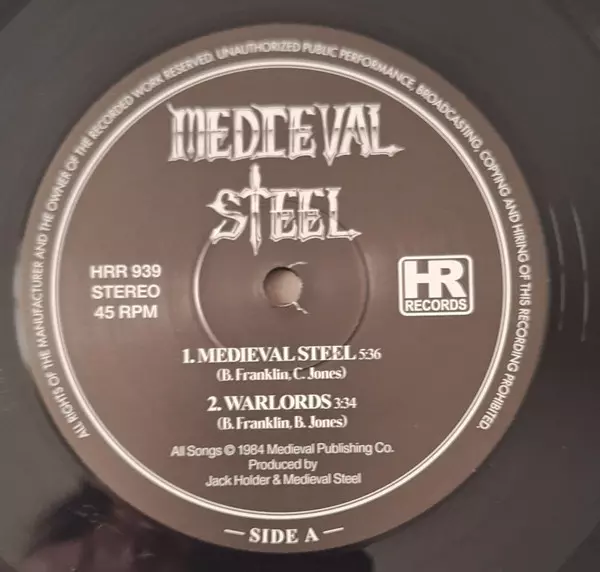 ALL RIGHTS OF THE MANUFACTURER AND THE OWNER OF THE RECORDED WORK RESERVED. UNAUTHORIZED PUBLIC PERFORMANCE, BROADCASTING, COPYING AND HIRING OF THIS RECORDING PROHIBITED.
MEDIEVAL
STEEL
HRR 939
STEREO
45 RPM
HR
RECORDS
1. MEDIEVAL STEEL 5:36
(B. Franklin, C. Jones)
2. WARLORDS 3:34
(B. Franklin, B. Jones)
All Songs © 1984 Medieval Publishing Co.
Produced by
Jack Holder & Medieval Steel
— SIDE A —